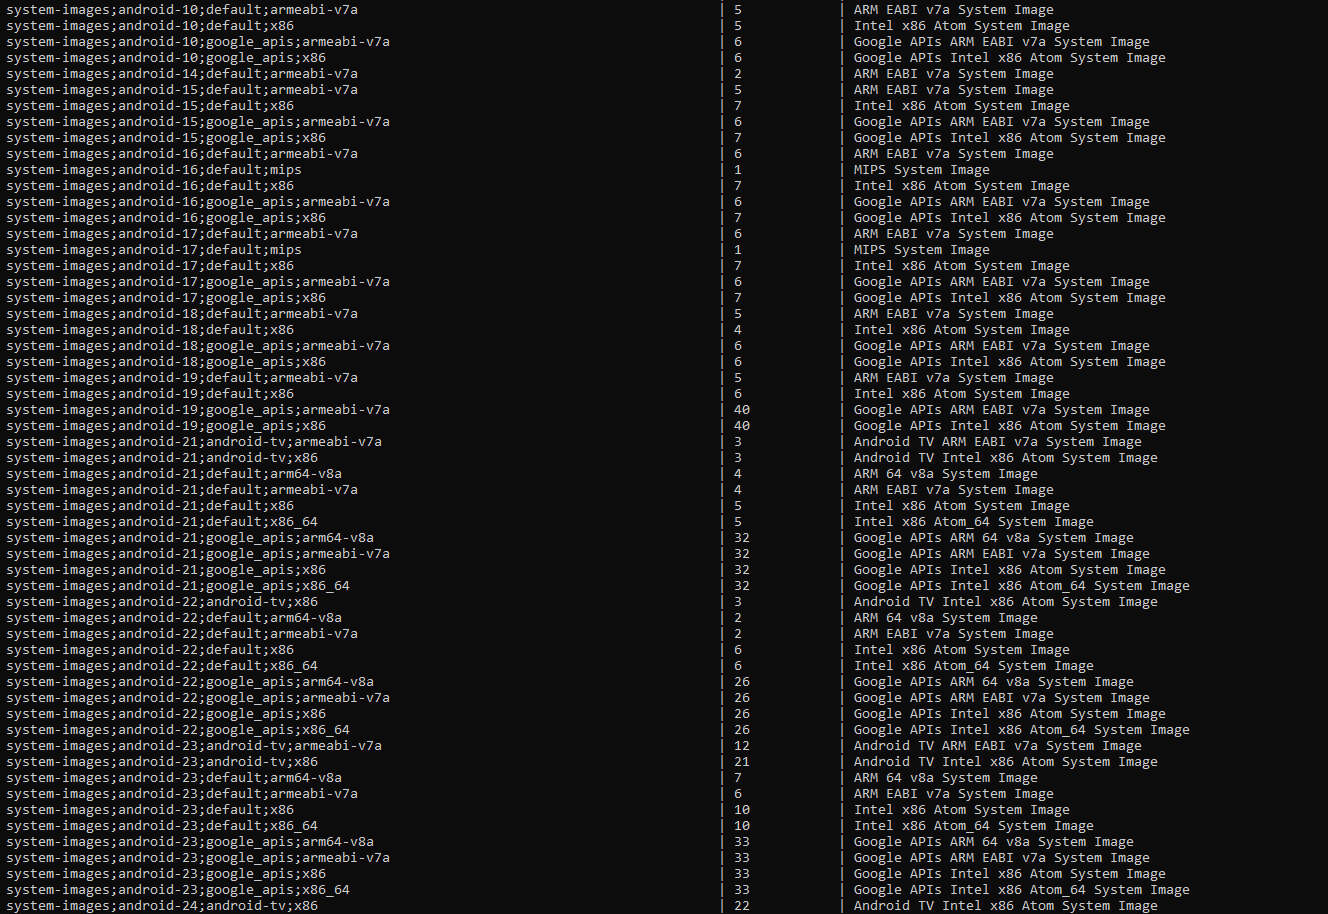 system-images;android-10;default;armeabi-v7a | 5 | ARM EABI v7a System Image
system-images;android-10;default;x86 | 5 | Intel x86 Atom System Image
system-images;android-10;google_apis;armeabi-v7a | 6 | Google APIs ARM EABI v7a System Image
system-images;android-10;google_apis;x86 | 6 | Google APIs Intel x86 Atom System Image
system-images;android-14;default;armeabi-v7a | 2 | ARM EABI v7a System Image
system-images;android-15;default;armeabi-v7a | 5 | ARM EABI v7a System Image
system-images;android-15;default;x86 | 7 | Intel x86 Atom System Image
system-images;android-15;google_apis;armeabi-v7a | 6 | Google APIs ARM EABI v7a System Image
system-images;android-15;google_apis;x86 | 7 | Google APIs Intel x86 Atom System Image
system-images;android-16;default;armeabi-v7a | 6 | ARM EABI v7a System Image
system-images;android-16;default;mips | 1 | MIPS System Image
system-images;android-16;default;x86 | 7 | Intel x86 Atom System Image
system-images;android-16;google_apis;armeabi-v7a | 6 | Google APIs ARM EABI v7a System Image
system-images;android-16;google_apis;x86 | 7 | Google APIs Intel x86 Atom System Image
system-images;android-17;default;armeabi-v7a | 6 | ARM EABI v7a System Image
system-images;android-17;default;mips | 1 | MIPS System Image
system-images;android-17;default;x86 | 7 | Intel x86 Atom System Image
system-images;android-17;google_apis;armeabi-v7a | 6 | Google APIs ARM EABI v7a System Image
system-images;android-17;google_apis;x86 | 7 | Google APIs Intel x86 Atom System Image
system-images;android-18;default;armeabi-v7a | 5 | ARM EABI v7a System Image
system-images;android-18;default;x86 | 4 | Intel x86 Atom System Image
system-images;android-18;google_apis;armeabi-v7a | 6 | Google APIs ARM EABI v7a System Image
system-images;android-18;google_apis;x86 | 6 | Google APIs Intel x86 Atom System Image
system-images;android-19;default;armeabi-v7a | 5 | ARM EABI v7a System Image
system-images;android-19;default;x86 | 6 | Intel x86 Atom System Image
system-images;android-19;google_apis;armeabi-v7a | 40 | Google APIs ARM EABI v7a System Image
system-images;android-19;google_apis;x86 | 40 | Google APIs Intel x86 Atom System Image
system-images;android-21;android-tv;armeabi-v7a | 3 | Android TV ARM EABI v7a System Image
system-images;android-21;android-tv;x86 | 3 | Android TV Intel x86 Atom System Image
system-images;android-21;default;arm64-v8a | 4 | ARM 64 v8a System Image
system-images;android-21;default;armeabi-v7a | 4 | ARM EABI v7a System Image
system-images;android-21;default;x86 | 5 | Intel x86 Atom System Image
system-images;android-21;default;x86_64 | 5 | Intel x86 Atom_64 System Image
system-images;android-21;google_apis;arm64-v8a | 32 | Google APIs ARM 64 v8a System Image
system-images;android-21;google_apis;armeabi-v7a | 32 | Google APIs ARM EABI v7a System Image
system-images;android-21;google_apis;x86 | 32 | Google APIs Intel x86 Atom System Image
system-images;android-21;google_apis;x86_64 | 32 | Google APIs Intel x86 Atom_64 System Image
system-images;android-22;android-tv;x86 | 3 | Android TV Intel x86 Atom System Image
system-images;android-22;default;arm64-v8a | 2 | ARM 64 v8a System Image
system-images;android-22;default;armeabi-v7a | 2 | ARM EABI v7a System Image
system-images;android-22;default;x86 | 6 | Intel x86 Atom System Image
system-images;android-22;default;x86_64 | 6 | Intel x86 Atom_64 System Image
system-images;android-22;google_apis;arm64-v8a | 26 | Google APIs ARM 64 v8a System Image
system-images;android-22;google_apis;armeabi-v7a | 26 | Google APIs ARM EABI v7a System Image
system-images;android-22;google_apis;x86 | 26 | Google APIs Intel x86 Atom System Image
system-images;android-22;google_apis;x86_64 | 26 | Google APIs Intel x86 Atom_64 System Image
system-images;android-23;android-tv;armeabi-v7a | 12 | Android TV ARM EABI v7a System Image
system-images;android-23;android-tv;x86 | 21 | Android TV Intel x86 Atom System Image
system-images;android-23;default;arm64-v8a | 7 | ARM 64 v8a System Image
system-images;android-23;default;armeabi-v7a | 6 | ARM EABI v7a System Image
system-images;android-23;default;x86 | 10 | Intel x86 Atom System Image
system-images;android-23;default;x86_64 | 10 | Intel x86 Atom_64 System Image
system-images;android-23;google_apis;arm64-v8a | 33 | Google APIs ARM 64 v8a System Image
system-images;android-23;google_apis;armeabi-v7a | 33 | Google APIs ARM EABI v7a System Image
system-images;android-23;google_apis;x86 | 33 | Google APIs Intel x86 Atom System Image
system-images;android-23;google_apis;x86_64 | 33 | Google APIs Intel x86 Atom_64 System Image
system-images;android-24;android-tv;x86 | 22 | Android TV Intel x86 Atom System Image